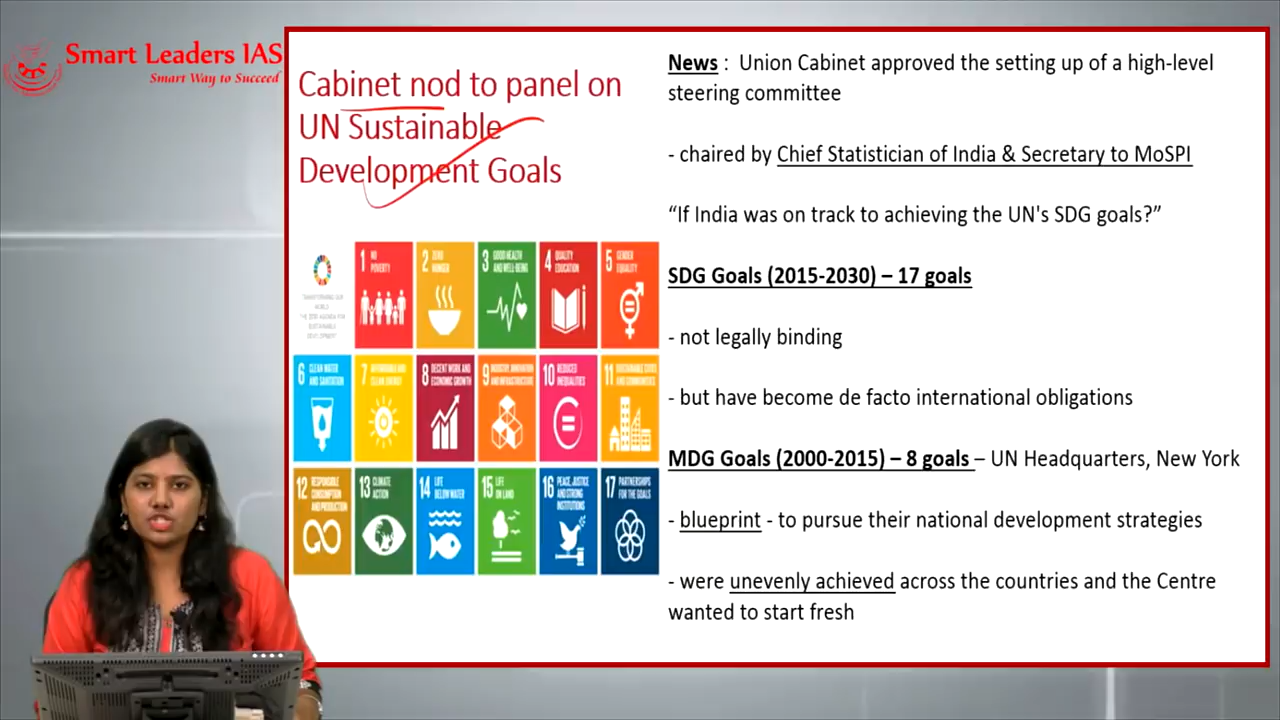 Smart Leaders IAS
Smart Way to Succeed
Cabinet nod to panel on
UN Sustainable
Development Goals
News : Union Cabinet approved the setting up of a high-level
steering committee
- chaired by Chief Statistician of India & Secretary to MoSPI
“If India was on track to achieving the UN's SDG goals?”
SDG Goals (2015-2030) – 17 goals
- not legally binding
- but have become de facto international obligations
MDG Goals (2000-2015) – 8 goals – UN Headquarters, New York
- blueprint - to pursue their national development strategies
- were unevenly achieved across the countries and the Centre
wanted to start fresh
1 NO
POVERTY
2 ZERO
HUNGER
3 GOOD HEALTH
AND WELL-BEING
4 QUALITY
EDUCATION
5 GENDER
EQUALITY
6 CLEAN WATER
AND SANITATION
7 AFFORDABLE AND
CLEAN ENERGY
8 DECENT WORK AND
ECONOMIC GROWTH
9 INDUSTRY, INNOVATION
AND INFRASTRUCTURE
10 REDUCED
INEQUALITIES
11 SUSTAINABLE CITIES
AND COMMUNITIES
12 RESPONSIBLE
CONSUMPTION
AND PRODUCTION
13 CLIMATE
ACTION
14 LIFE
BELOW WATER
15 LIFE
ON LAND
16 PEACE, JUSTICE
AND STRONG
INSTITUTIONS
17 PARTNERSHIPS
FOR THE GOALS